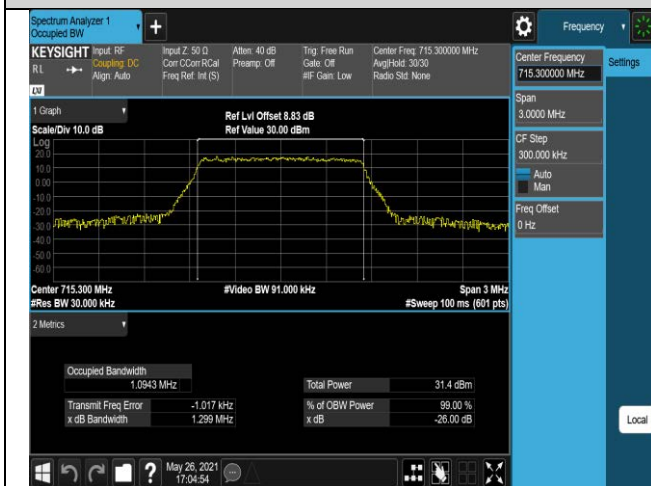 Spectrum Analyzer 1
Occupied BW
Frequency
KEYSIGHT
RL
Input: RF
Coupling: DC
Align: Auto
Input Z: 50 Ω
Corr CCorr RCal
Freq Ref: Int (S)
Atten: 40 dB
Preamp: Off
Trig: Free Run
Gate: Off
#IF Gain: Low
Center Freq: 715.300000 MHz
Avg|Hold: 30/30
Radio Std: None
LXI
1 Graph
Scale/Div 10.0 dB
Ref Lvl Offset 8.83 dB
Ref Value 30.00 dBm
Log
20.0
10.0
0.00
-10.0
-20.0
-30.0
-40.0
-50.0
-60.0
Center 715.300 MHz
#Res BW 30.000 kHz
#Video BW 91.000 kHz
Span 3 MHz
#Sweep 100 ms (601 pts)
2 Metrics
Occupied Bandwidth
1.0943 MHz
Transmit Freq Error -1.017 kHz
x dB Bandwidth 1.299 MHz
Total Power 31.4 dBm
% of OBW Power 99.00 %
x dB -26.00 dB
Center Frequency
715.300000 MHz
Settings
Span
3.0000 MHz
CF Step
300.000 kHz
Auto
Man
Freq Offset
0 Hz
Local
?
May 26, 2021
17:04:54